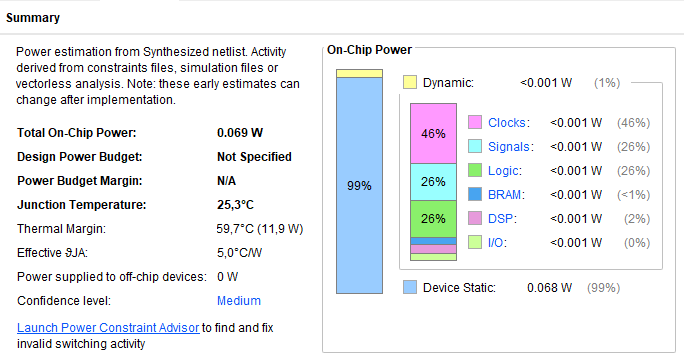 Summary
Power estimation from Synthesized netlist. Activity
derived from constraints files, simulation files or
vectorless analysis. Note: these early estimates can
change after implementation.
Total On-Chip Power: 0.069 W
Design Power Budget: Not Specified
Power Budget Margin: N/A
Junction Temperature: 25,3°C
Thermal Margin: 59,7°C (11,9 W)
Effective ϑJA: 5,0°C/W
Power supplied to off-chip devices: 0 W
Confidence level: Medium
Launch Power Constraint Advisor to find and fix
invalid switching activity
On-Chip Power
99%
Dynamic: <0.001 W (1%)
46%
26%
26%
Clocks: <0.001 W (46%)
Signals: <0.001 W (26%)
Logic: <0.001 W (26%)
BRAM: <0.001 W (<1%)
DSP: <0.001 W (2%)
I/O: <0.001 W (0%)
Device Static: 0.068 W (99%)